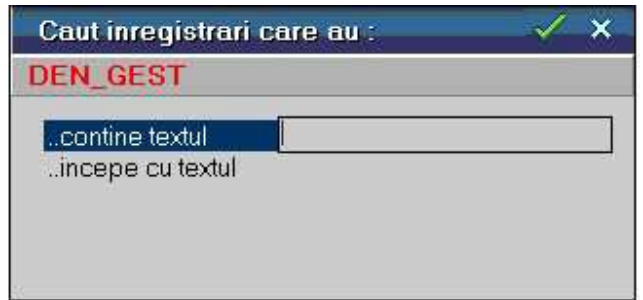 Caut inregistrari care au :
DEN_GEST
..contine textul
..incepe cu textul